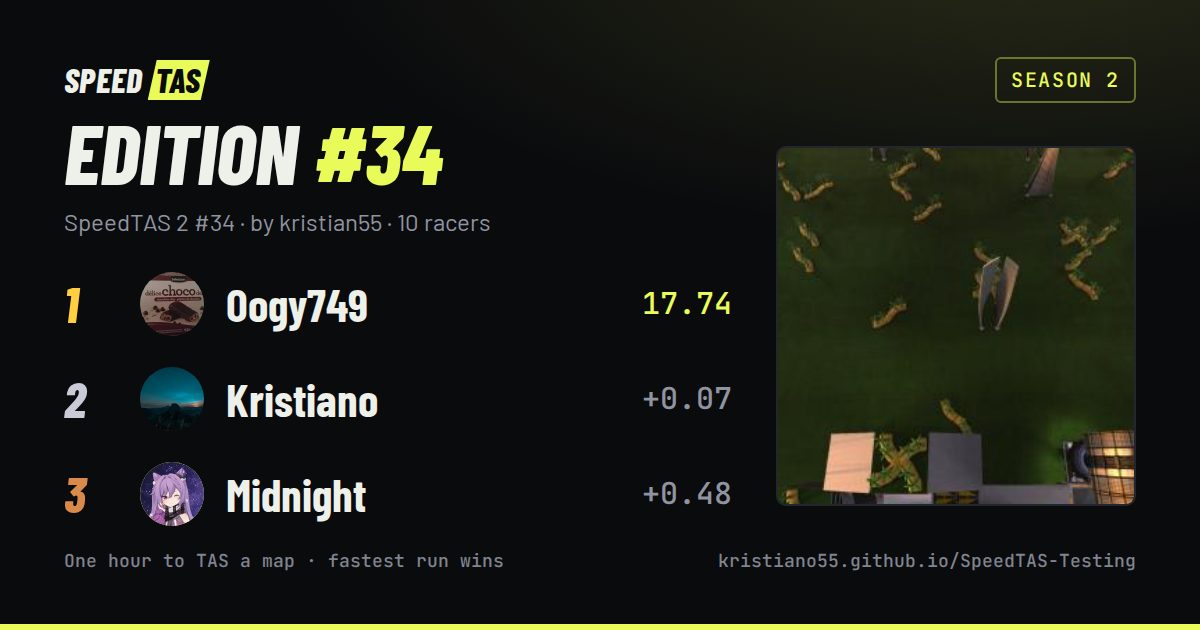 SPEED TAS
SEASON 2
EDITION #34
SpeedTAS 2 #34 · by kristian55 · 10 racers
1 Oogy749 17.74
2 Kristiano +0.07
3 Midnight +0.48
One hour to TAS a map · fastest run wins
kristiano55.github.io/SpeedTAS-Testing
choco